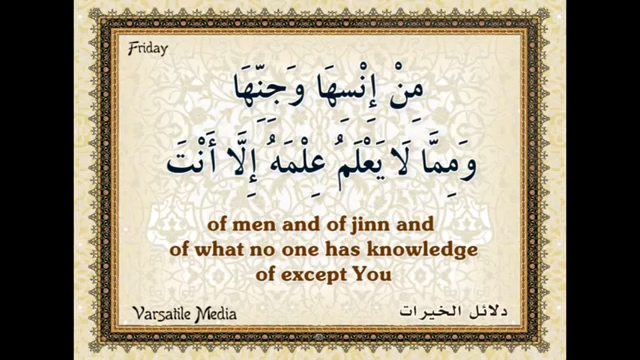 Friday
مِنْ إِنْسِهَا وَجِنِّهَا
وَمِمَّا لَا يَعْلَمُ عِلْمَهُ إِلَّا أَنْتَ
of men and of jinn and
of what no one has knowledge
of except You
Varsatile Media
دلائل الخيرات